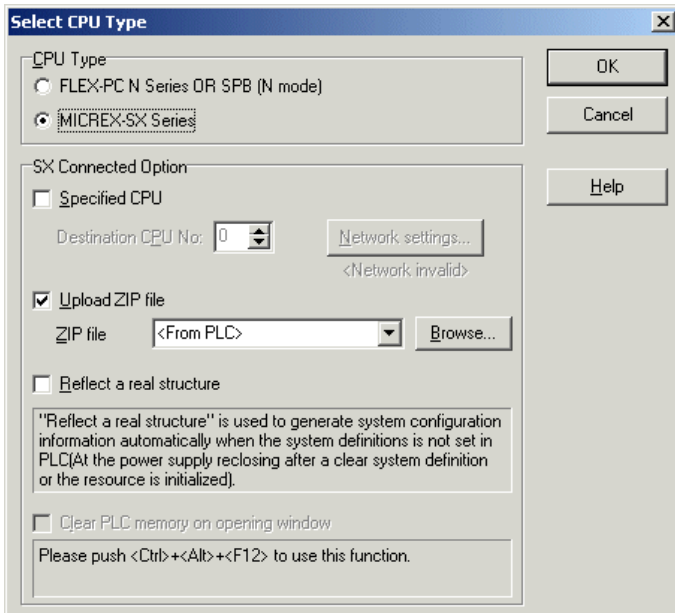 Select CPU Type
CPU Type
FLEX-PC N Series OR SPB (N mode)
MICREX-SX Series
OK
Cancel
Help
SX Connected Option
Specified CPU
Destination CPU No: 0 Network settings...
<Network invalid>
Upload ZIP file
ZIP file <From PLC> Browse...
Reflect a real structure
"Reflect a real structure" is used to generate system configuration
information automatically when the system definitions is not set in
PLC(At the power supply reclosing after a clear system definition
or the resource is initialized).
Clear PLC memory on opening window
Please push <Ctrl>+<Alt>+<F12> to use this function.